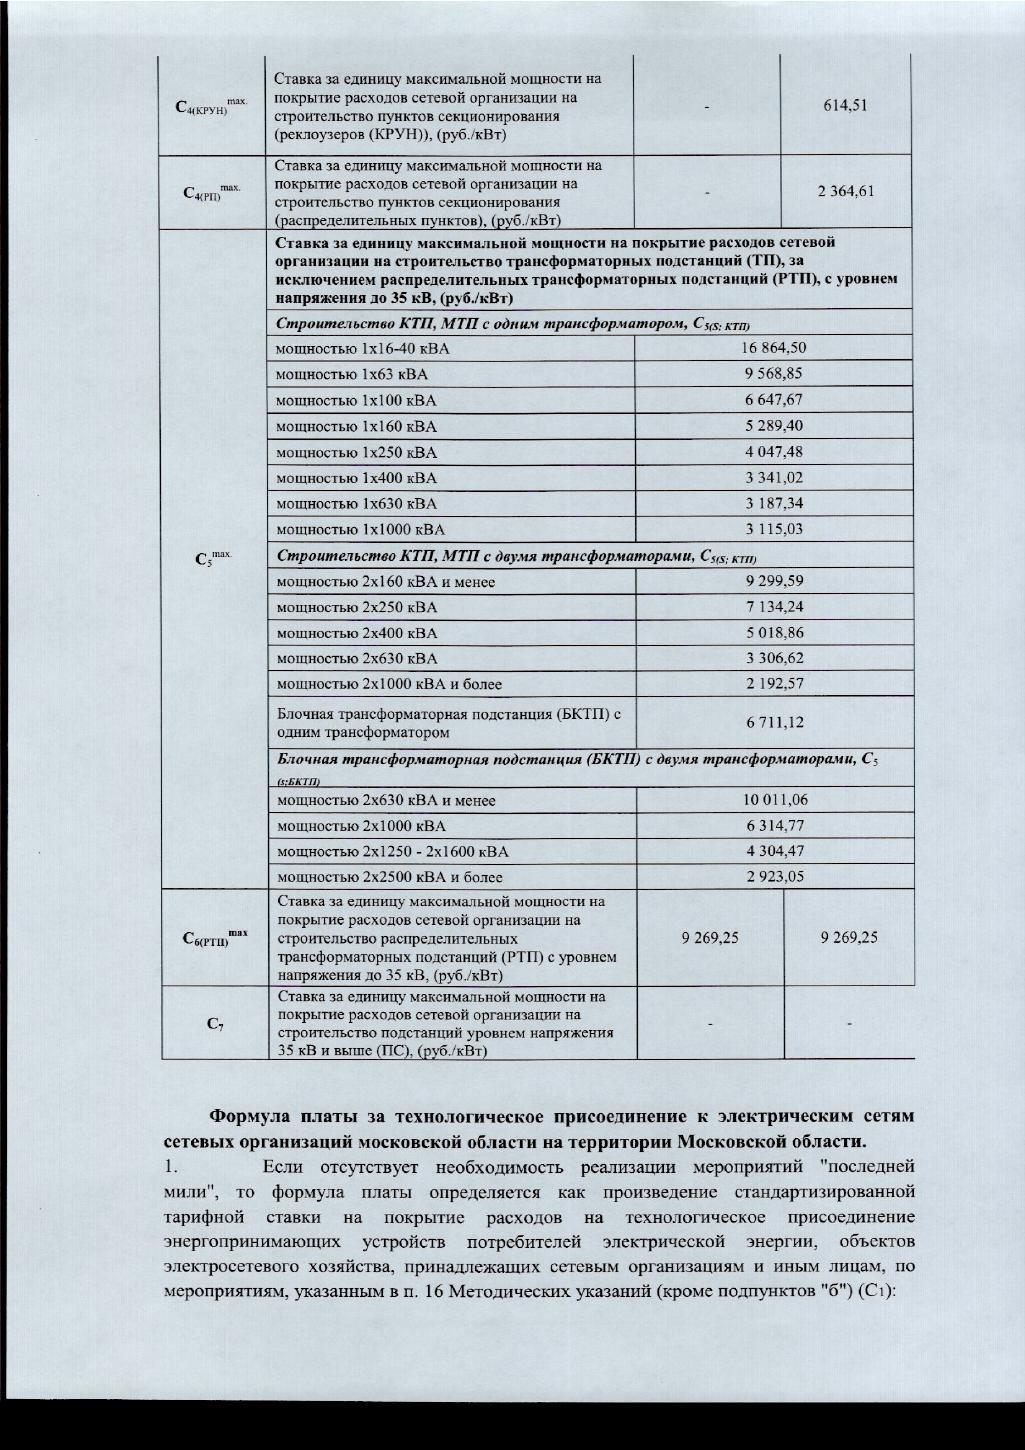 Ставка за единицу максимальной мощности на
покрытие расходов сетевой организации на
строительство пунктов секционирования
(реклоузеров (КРУН)), (руб./кВт)
С4(КРУН)max.
-
614,51
Ставка за единицу максимальной мощности на
покрытие расходов сетевой организации на
строительство пунктов секционирования
(распределительных пунктов), (руб./кВт)
С4(РП)max.
-
2 364,61
Ставка за единицу максимальной мощности на покрытие расходов сетевой
организации на строительство трансформаторных подстанций (ТП), за
исключением распределительных трансформаторных подстанций (РТП), с уровнем
напряжения до 35 кВ, (руб./кВт)
Строительство КТП, МТП с одним трансформатором, С5(S; КТП)
мощностью 1х16-40 кВА 16 864,50
мощностью 1х63 кВА 9 568,85
мощностью 1х100 кВА 6 647,67
мощностью 1х160 кВА 5 289,40
мощностью 1х250 кВА 4 047,48
мощностью 1х400 кВА 3 341,02
мощностью 1х630 кВА 3 187,34
мощностью 1х1000 кВА 3 115,03
С5max.
Строительство КТП, МТП с двумя трансформаторами, С5(S; КТП)
мощностью 2х160 кВА и менее 9 299,59
мощностью 2х250 кВА 7 134,24
мощностью 2х400 кВА 5 018,86
мощностью 2х630 кВА 3 306,62
мощностью 2х1000 кВА и более 2 192,57
Блочная трансформаторная подстанция (БКТП) с
одним трансформатором
6 711,12
Блочная трансформаторная подстанция (БКТП) с двумя трансформаторами, С5
(s;БКТП)
мощностью 2х630 кВА и менее 10 011,06
мощностью 2х1000 кВА 6 314,77
мощностью 2х1250 - 2х1600 кВА 4 304,47
мощностью 2х2500 кВА и более 2 923,05
Ставка за единицу максимальной мощности на
покрытие расходов сетевой организации на
строительство распределительных
трансформаторных подстанций (РТП) с уровнем
напряжения до 35 кВ, (руб./кВт)
С6(РТП)max
9 269,25
9 269,25
Ставка за единицу максимальной мощности на
покрытие расходов сетевой организации на
строительство подстанций уровнем напряжения
35 кВ и выше (ПС), (руб./кВт)
С7
-
-
Формула платы за технологическое присоединение к электрическим сетям
сетевых организаций московской области на территории Московской области.
1. Если отсутствует необходимость реализации мероприятий "последней
мили", то формула платы определяется как произведение стандартизированной
тарифной ставки на покрытие расходов на технологическое присоединение
энергопринимающих устройств потребителей электрической энергии, объектов
электросетевого хозяйства, принадлежащих сетевым организациям и иным лицам, по
мероприятиям, указанным в п. 16 Методических указаний (кроме подпунктов "б") (С1):